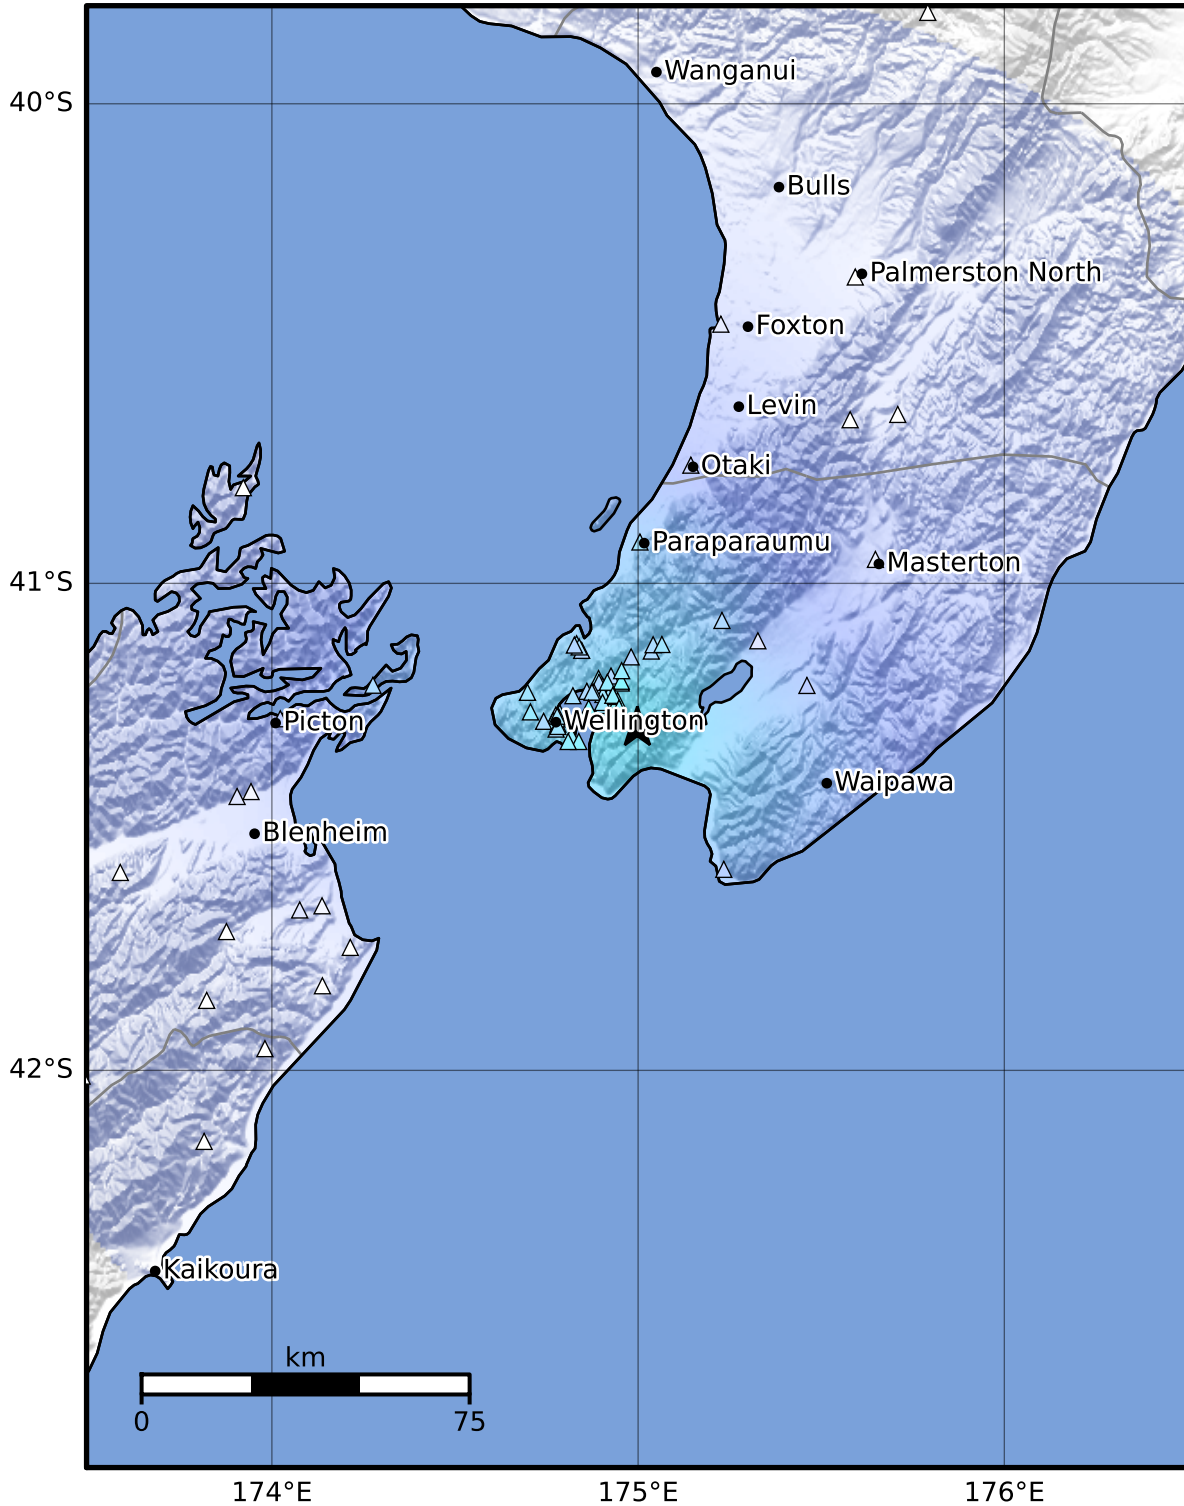 Wanganui
40°S
Bulls
Palmerston North
Foxton
Levin
Otaki
Paraparaumu
Masterton
41°S
Picton
Wellington
Waipawa
Blenheim
42°S
Kaikoura
km
0
75
174°E
175°E
176°E